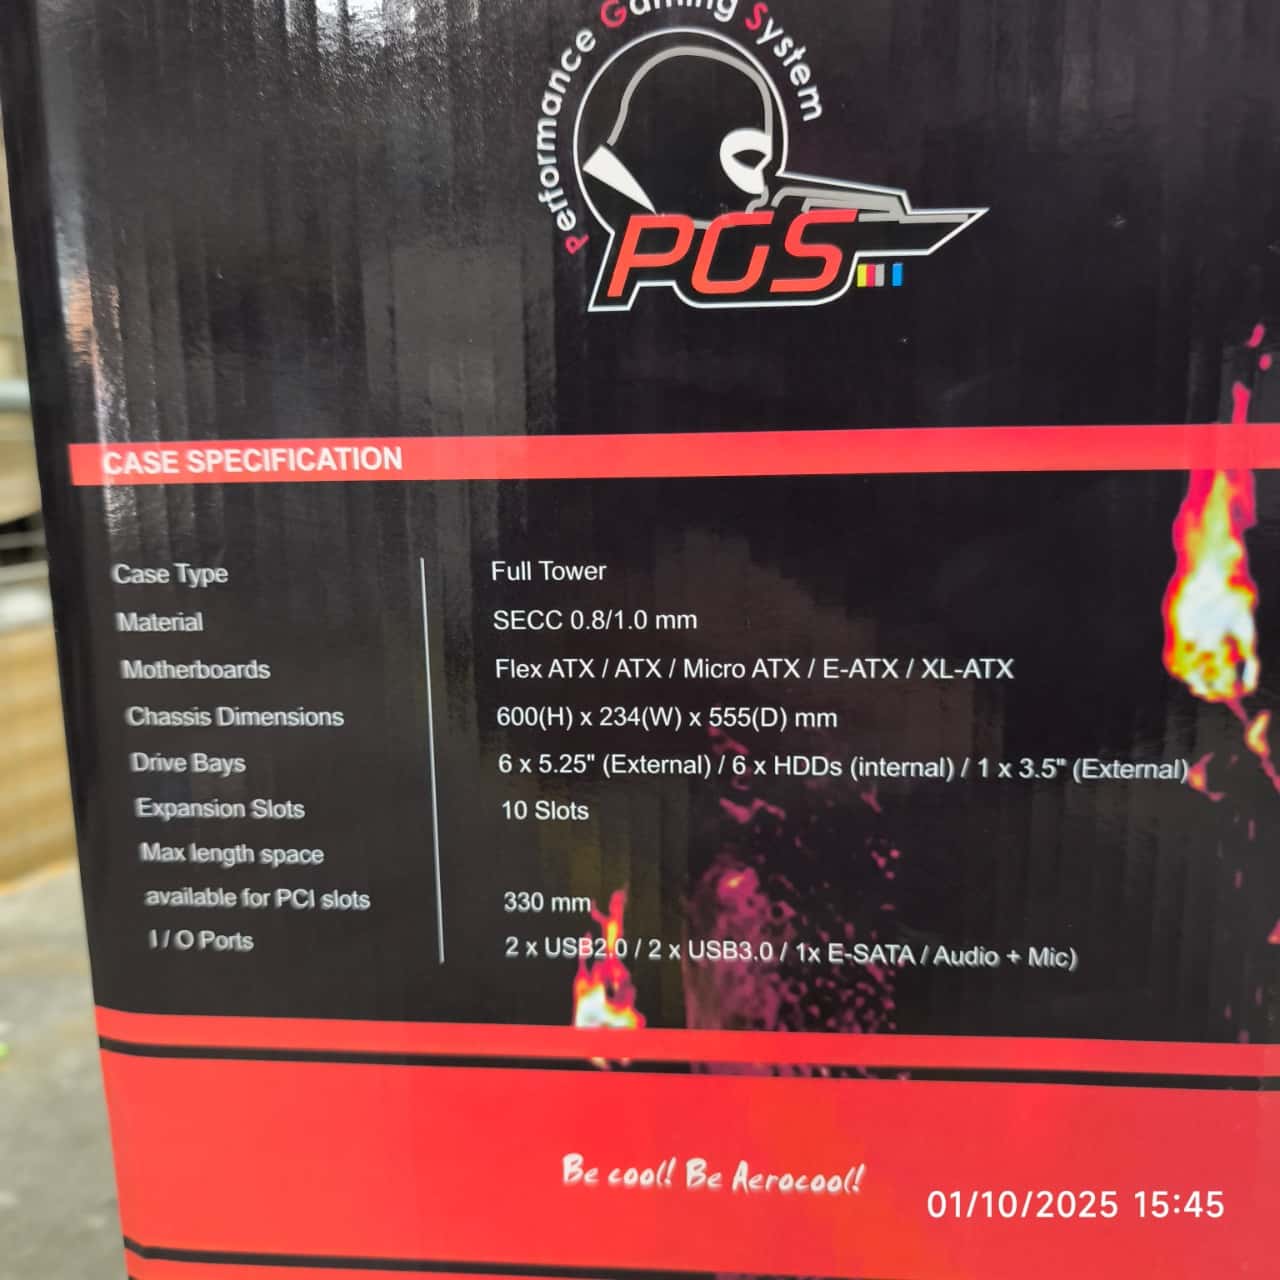 Performance Gaming System
PGS
CASE SPECIFICATION
Case Type Full Tower
Material SECC 0.8/1.0 mm
Motherboards Flex ATX / ATX / Micro ATX / E-ATX / XL-ATX
Chassis Dimensions 600(H) x 234(W) x 555(D) mm
Drive Bays 6 x 5.25" (External) / 6 x HDDs (internal) / 1 x 3.5" (External)
Expansion Slots 10 Slots
Max length space
available for PCI slots 330 mm
I / O Ports 2 x USB2.0 / 2 x USB3.0 / 1x E-SATA / Audio + Mic)
Be cool! Be Aerocool!
01/10/2025 15:45